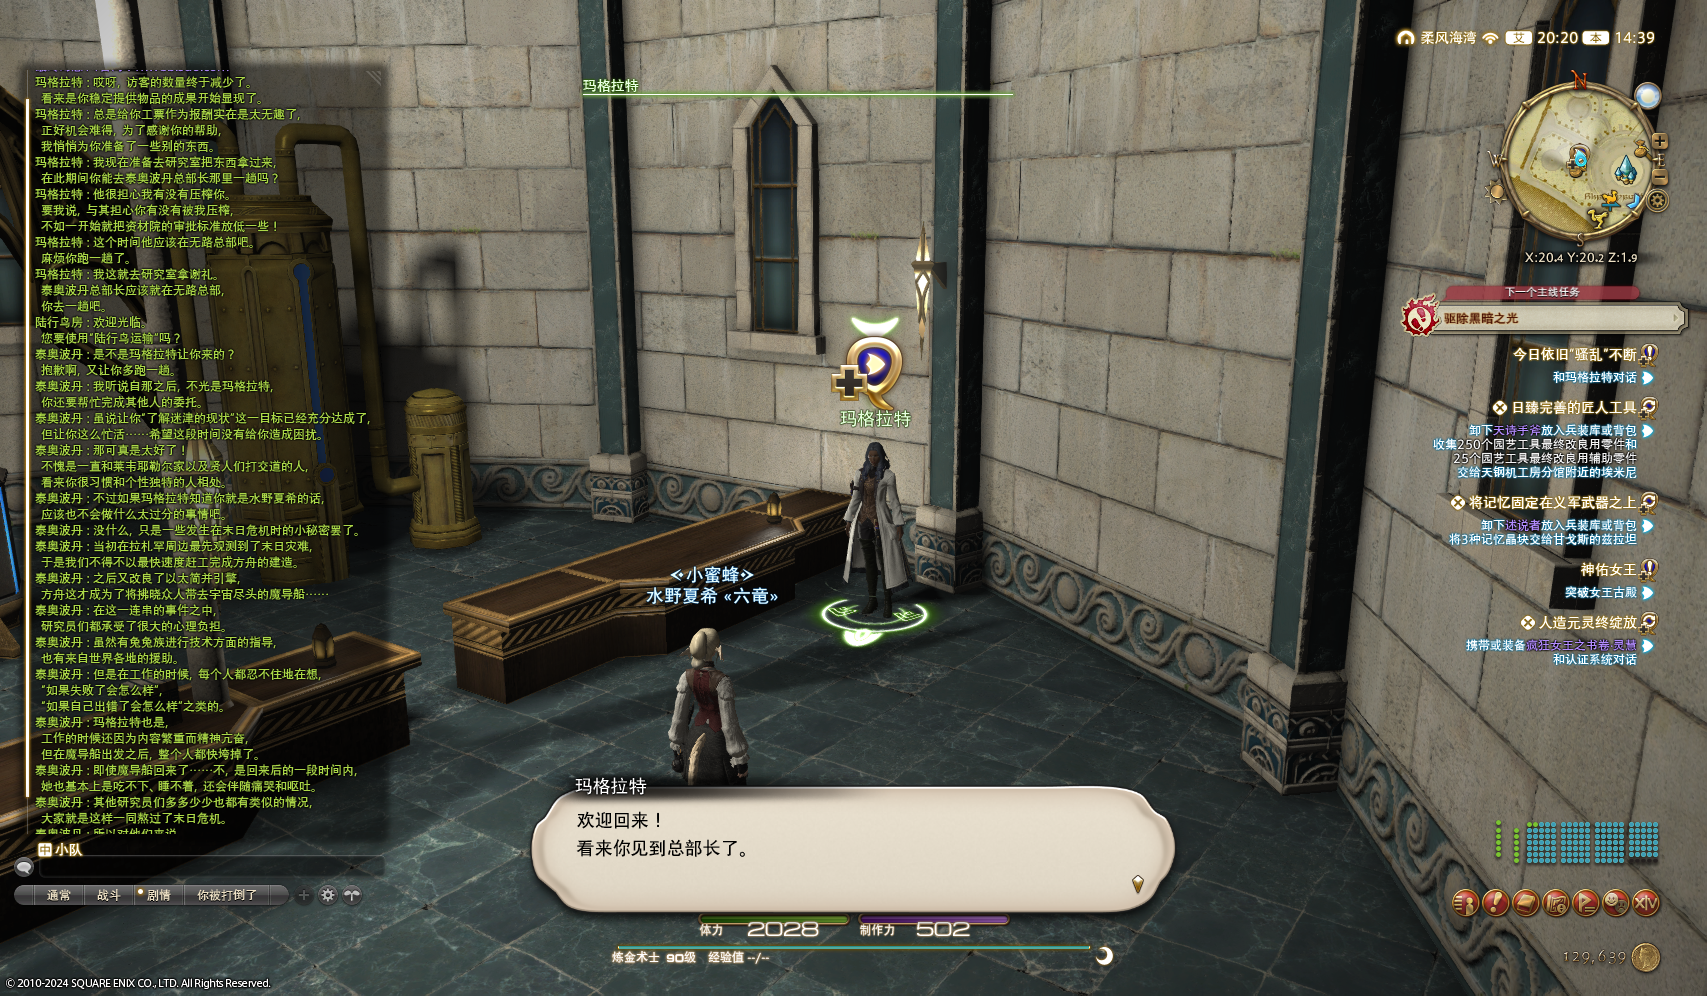 玛格拉特：哎呀，访客的数量终于减少了。
看来是你稳定提供物品的成果开始显现了。
玛格拉特：总是给你工票作为报酬实在是太无趣了，
正好机会难得，为了感谢你的帮助，
我悄悄为你准备了一些别的东西。
玛格拉特：我现在准备去研究室把东西拿过来，
在此期间你能去泰奥波丹总部长那里一趟吗？
玛格拉特：他很担心我有没有压榨你。
要我说，与其担心你有没有被我压榨，
不如一开始就把资材院的审批标准放低一些！
玛格拉特：这个时间他应该在无路总部吧。
麻烦你跑一趟了。
玛格拉特：我这就去研究室拿谢礼。
泰奥波丹总部长应该就在无路总部，
你去一趟吧。
陆行鸟房：欢迎光临。
您要使用“陆行鸟运输”吗？
泰奥波丹：是不是玛格拉特让你来的？
抱歉啊，又让你多跑一趟。
泰奥波丹：我听说自那之后，不光是玛格拉特，
你还要帮忙完成其他人的委托。
泰奥波丹：虽说让你“了解迷津的现状”这一目标已经充分达成了，
但让你这么忙活……希望这段时间没有给你造成困扰。
泰奥波丹：那可真是太好了！
不愧是一直和莱韦耶勒尔家以及贤人们打交道的人，
看来你很习惯和个性独特的人相处。
泰奥波丹：不过如果玛格拉特知道你就是水野夏希的话，
应该也不会做什么太过分的事情吧。
泰奥波丹：没什么，只是一些发生在末日危机时的小秘密罢了。
泰奥波丹：当初在拉札罕周边最先观测到了末日灾难，
于是我们不得不以最快速度赶工完成方舟的建造。
泰奥波丹：之后又改良了以太简并引擎，
方舟这才成为了将拂晓众人带去宇宙尽头的魔导船……
泰奥波丹：在这一连串的事件之中，
研究员们都承受了很大的心理负担。
泰奥波丹：虽然有兔兔族进行技术方面的指导，
也有来自世界各地的援助。
泰奥波丹：但是在工作的时候，每个人都忍不住地在想，
“如果失败了会怎么样”，
“如果自己出错了会怎么样”之类的。
泰奥波丹：玛格拉特也是，
工作的时候还因为内容繁重而精神亢奋，
但在魔导船出发之后，整个人都快垮掉了。
泰奥波丹：即使魔导船回来了……不，是回来后的一段时间内，
她也基本上是吃不下、睡不着，还会伴随痛哭和呕吐。
泰奥波丹：其他研究员们多多少少也都有类似的情况，
大家就是这样一同熬过了末日危机。
泰奥波丹：所以对他们来说
小队
通常 战斗 剧情 你被打倒了
© 2010-2024 SQUARE ENIX CO., LTD. All Rights Reserved.
玛格拉特
玛格拉特
<小蜜蜂>
水野夏希 «六竜»
玛格拉特
欢迎回来！
看来你见到总部长了。
体力 2028 制作力 502
炼金术士 90级 经验值 --/--
柔风海湾 艾 20:20 本 14:39
N
W
E
S
X:20.4 Y:20.2 Z:1.9
下一个主线任务
驱除黑暗之光
今日依旧“骚乱”不断
和玛格拉特对话
日臻完善的匠人工具
卸下天诗手斧放入兵装库或背包
收集250个园艺工具最终改良用零件和
25个园艺工具最终改良用辅助零件
交给天钢机工房分馆附近的埃米尼
将记忆固定在义军武器之上
卸下述说者放入兵装库或背包
将3种记忆晶块交给甘戈斯的兹拉坦
神佑女王
突破女王古殿
人造元灵终绽放
携带或装备疯狂女王之书卷 灵慧
和认证系统对话
XIV
129,639